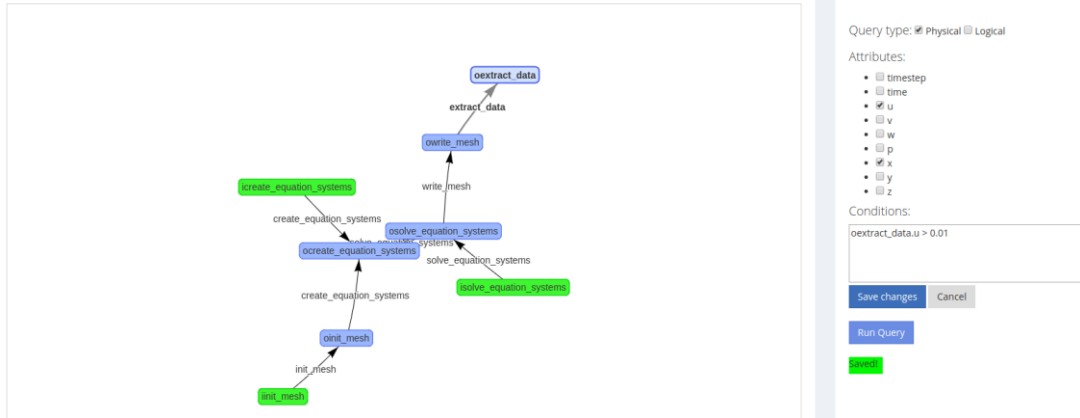 oextract_data
extract_data
owrite_mesh
write_mesh
icreate_equation_systems
create_equation_systems
osolve_equation_systems
solve_equation_systems
ocreate_equation_systems
solve_equation_systems
isolve_equation_systems
create_equation_systems
oinit_mesh
init_mesh
iinit_mesh
Query type: Physical Logical
Attributes:
timestep
time
u
v
w
p
x
y
z
Conditions:
oextract_data.u > 0.01
Save changes Cancel
Run Query
Saved!